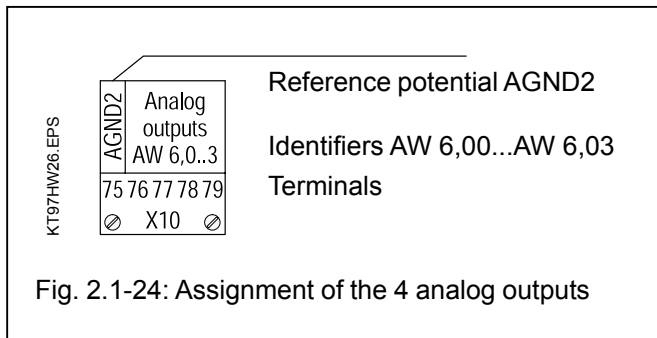 KT97HW26.EPS
AGND2
Analog
outputs
AW 6,0..3
75 76 77 78 79
X10
Reference potential AGND2
Identifiers AW 6,00...AW 6,03
Terminals
Fig. 2.1-24: Assignment of the 4 analog outputs